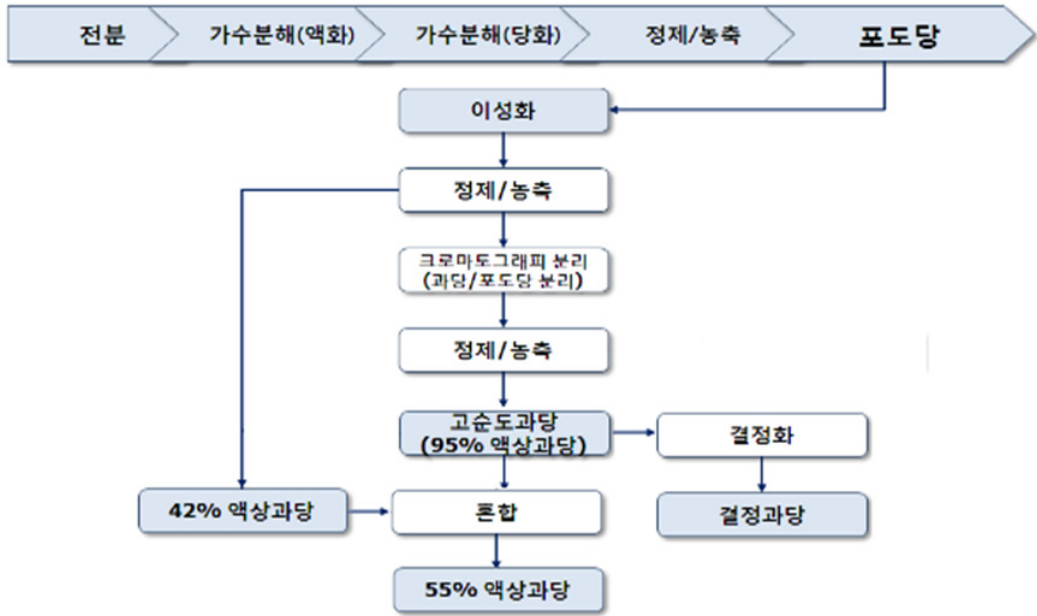 전분
가수분해(액화)
가수분해(당화)
정제/농축
포도당
이성화
정제/농축
크로마토그래피 분리
(과당/포도당 분리)
정제/농축
고순도과당
(95% 액상과당)
결정화
42% 액상과당
혼합
결정과당
55% 액상과당